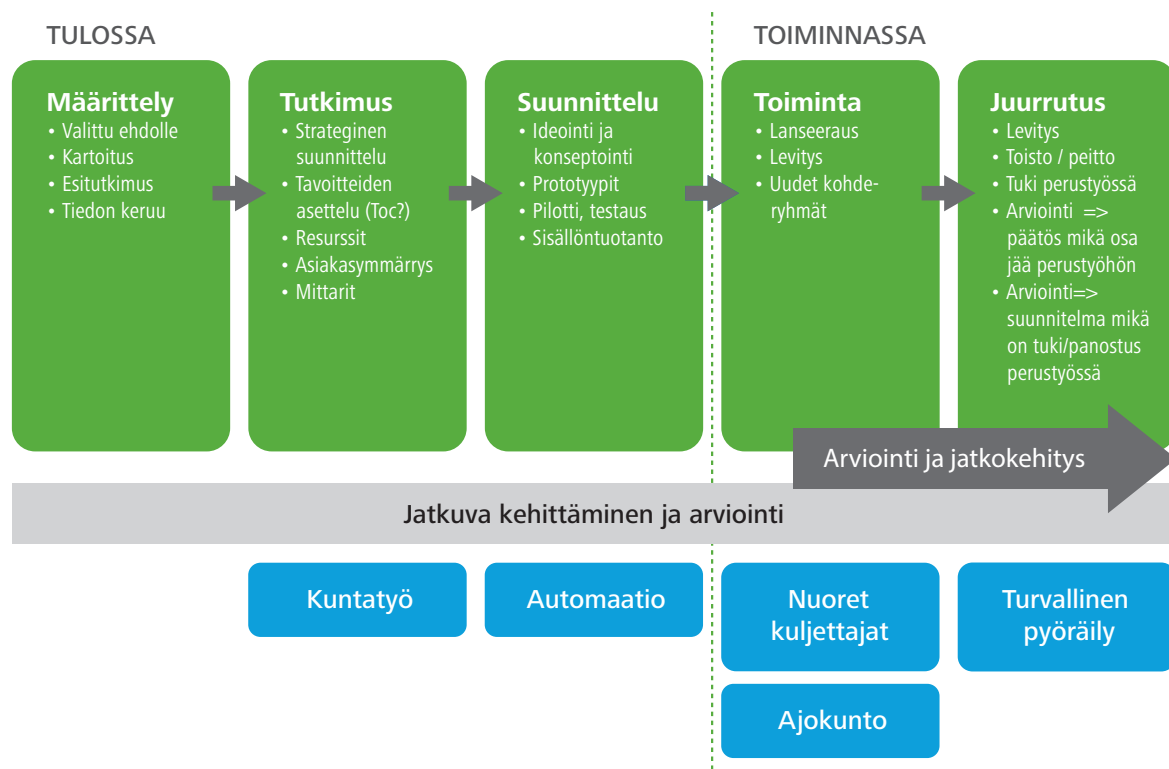 TULOSSA
TOIMINNASSA
Määrittely
• Valittu ehdolle
• Kartoitus
• Esitutkimus
• Tiedon keruu
Tutkimus
• Strateginen
suunnittelu
• Tavoitteiden
asettelu (Toc?)
• Resurssit
• Asiakasymmärrys
• Mittarit
Suunnittelu
• Ideointi ja
konseptointi
• Prototyypit
• Pilotti, testaus
• Sisällöntuotanto
Toiminta
• Lanseeraus
• Levitys
• Uudet kohde-
ryhmät
Juurrutus
• Levitys
• Toisto / peitto
• Tuki perustyössä
• Arviointi =>
päätös mikä osa
jää perustyöhön
• Arviointi=>
suunnitelma mikä
on tuki/panostus
perustyössä
Arviointi ja jatkokehitys
Jatkuva kehittäminen ja arviointi
Kuntatyö
Automaatio
Nuoret
kuljettajat
Turvallinen
pyöräily
Ajokunto